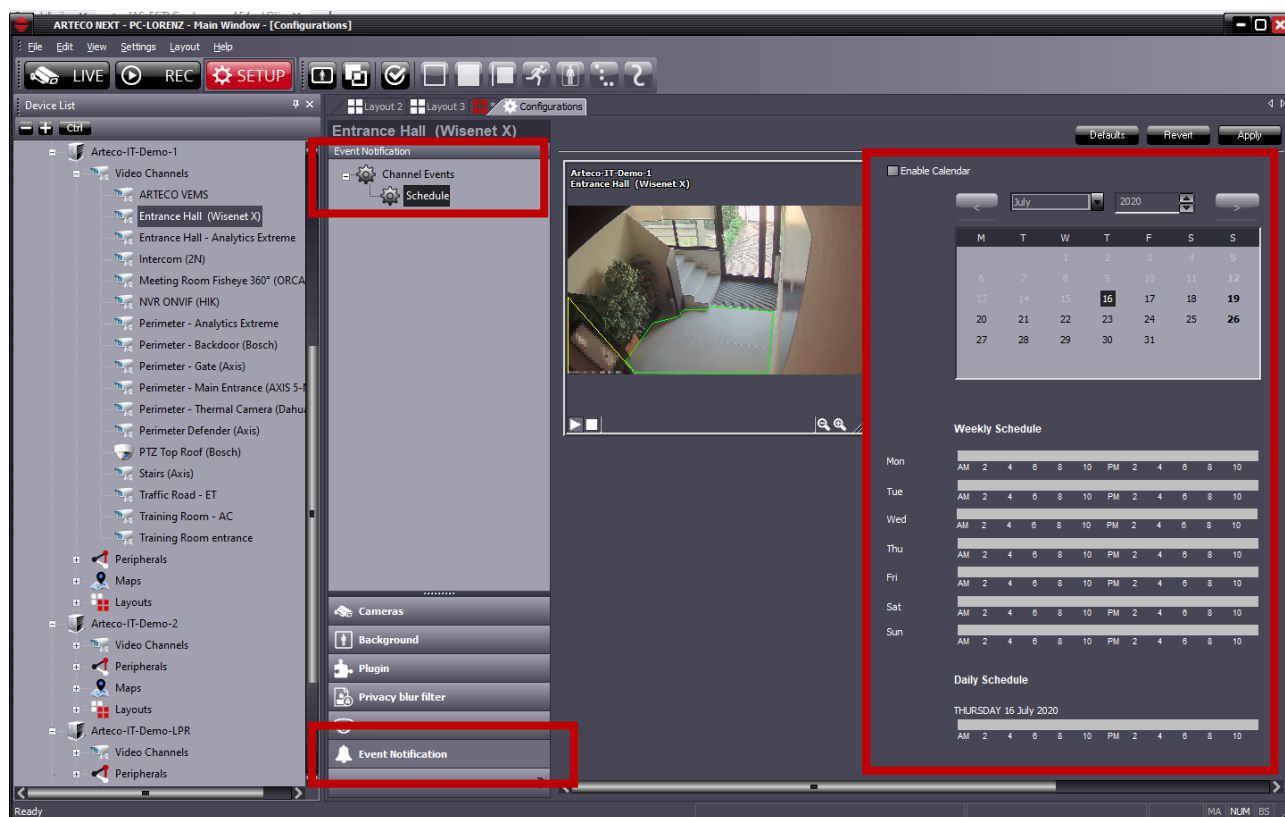 ARTECO NEXT - PC-LORENZ - Main Window - [Configurations]
File Edit View Settings Layout Help
LIVE REC SETUP
Device List
Layout 2 Layout 3 Configurations
Ctrl
Arteco-IT-Demo-1
Video Channels
ARTECO VEMS
Entrance Hall (Wisenet X)
Entrance Hall - Analytics Extreme
Intercom (2N)
Meeting Room Fisheye 360° (ORCA
NVR ONVIF (HIK)
Perimeter - Analytics Extreme
Perimeter - Backdoor (Bosch)
Perimeter - Gate (Axis)
Perimeter - Main Entrance (AXIS 5-
Perimeter - Thermal Camera (Dahua
Perimeter Defender (Axis)
PTZ Top Roof (Bosch)
Stairs (Axis)
Traffic Road - ET
Training Room - AC
Training Room entrance
Peripherals
Maps
Layouts
Arteco-IT-Demo-2
Video Channels
Peripherals
Maps
Layouts
Arteco-IT-Demo-LPR
Video Channels
Peripherals
Entrance Hall (Wisenet X)
Event Notification
Channel Events
Schedule
Cameras
Background
Plugin
Privacy blur filter
Event Notification
Arteco-IT-Demo-1
Entrance Hall (Wisenet X)
Defaults Revert Apply
Enable Calendar
< July 2020 >
M T W T F S S
1 2 3 4 5
6 7 8 9 10 11 12
13 14 15 16 17 18 19
20 21 22 23 24 25 26
27 28 29 30 31
Weekly Schedule
Mon
AM 2 4 6 8 10 PM 2 4 6 8 10
Tue
AM 2 4 6 8 10 PM 2 4 6 8 10
Wed
AM 2 4 6 8 10 PM 2 4 6 8 10
Thu
AM 2 4 6 8 10 PM 2 4 6 8 10
Fri
AM 2 4 6 8 10 PM 2 4 6 8 10
Sat
AM 2 4 6 8 10 PM 2 4 6 8 10
Sun
AM 2 4 6 8 10 PM 2 4 6 8 10
Daily Schedule
THURSDAY 16 July 2020
AM 2 4 6 8 10 PM 2 4 6 8 10
Ready
MA NUM BS